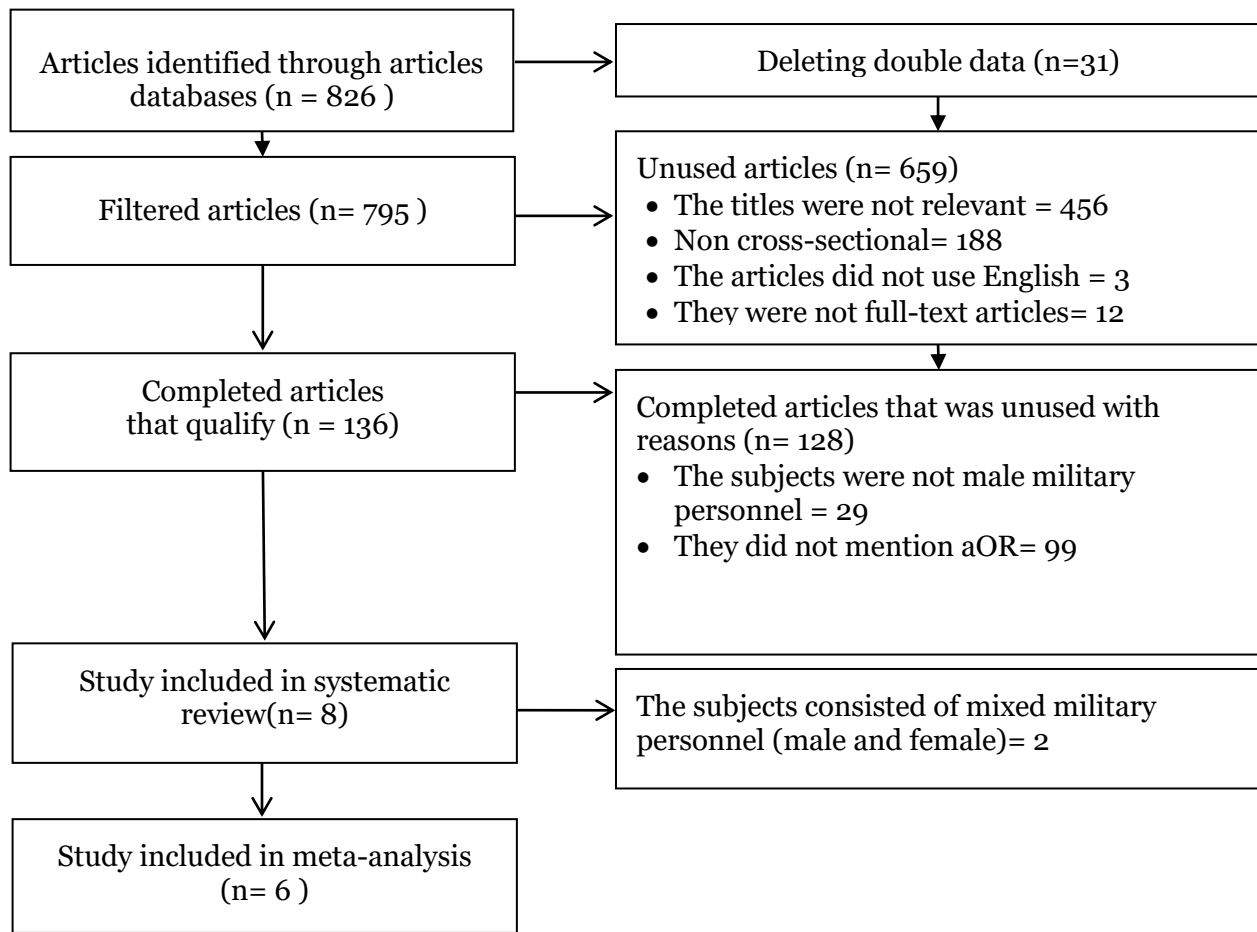 Articles identified through articles
databases (n = 826 )
Deleting double data (n=31)
Filtered articles (n= 795 )
Unused articles (n= 659)
• The titles were not relevant = 456
• Non cross-sectional= 188
• The articles did not use English = 3
• They were not full-text articles= 12
Completed articles
that qualify (n = 136)
Completed articles that was unused with
reasons (n= 128)
• The subjects were not male military
personnel = 29
• They did not mention aOR= 99
Study included in systematic
review(n= 8)
The subjects consisted of mixed military
personnel (male and female)= 2
Study included in meta-analysis
(n= 6 )